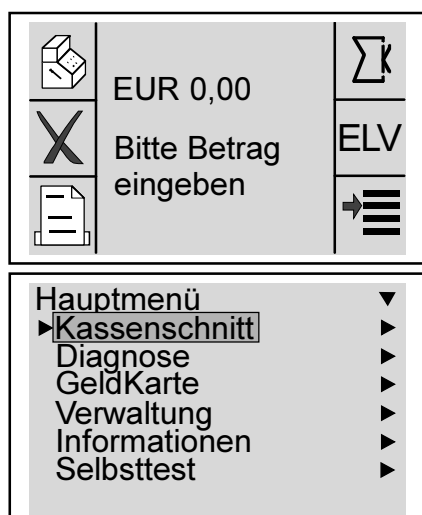 EUR 0,00
Bitte Betrag
eingeben
ELV
Hauptmenü
Kassenschnitt
Diagnose
GeldKarte
Verwaltung
Informationen
Selbsttest